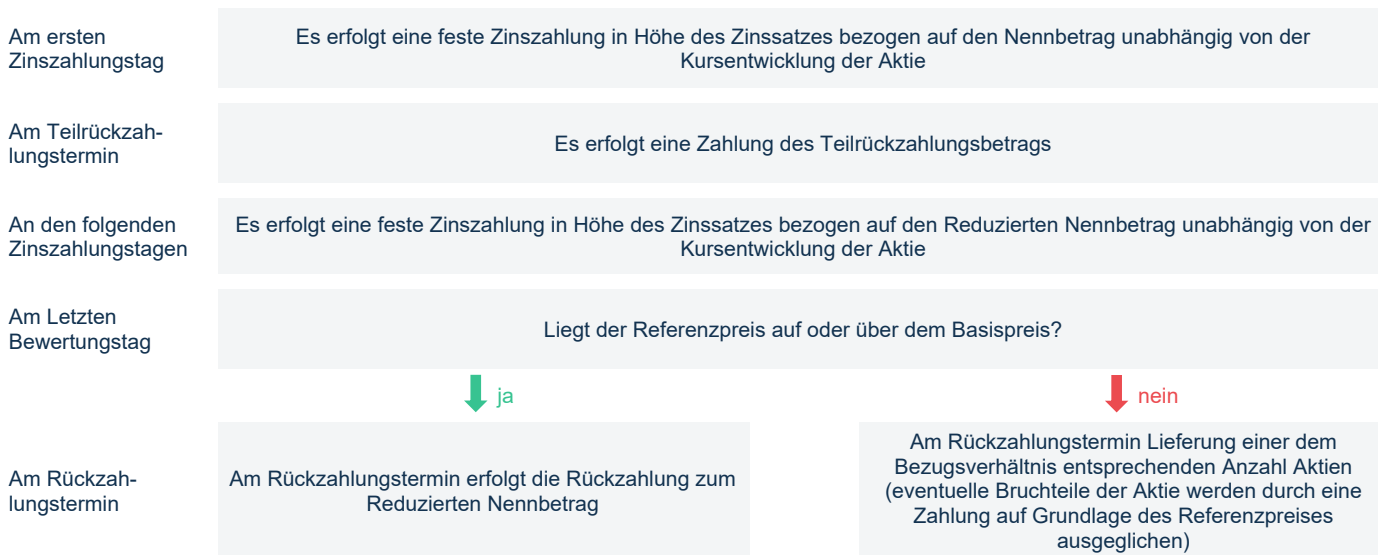 Am ersten
Zinszahlungstag
Es erfolgt eine feste Zinszahlung in Höhe des Zinssatzes bezogen auf den Nennbetrag unabhängig von der
Kursentwicklung der Aktie
Am Teilrückzah-
lungstermin
Es erfolgt eine Zahlung des Teilrückzahlungsbetrags
An den folgenden
Zinszahlungstagen
Es erfolgt eine feste Zinszahlung in Höhe des Zinssatzes bezogen auf den Reduzierten Nennbetrag unabhängig von der
Kursentwicklung der Aktie
Am Letzten
Bewertungstag
Liegt der Referenzpreis auf oder über dem Basispreis?
ja
nein
Am Rückzah-
lungstermin
Am Rückzahlungstermin erfolgt die Rückzahlung zum
Reduzierten Nennbetrag
Am Rückzahlungstermin Lieferung einer dem
Bezugsverhältnis entsprechenden Anzahl Aktien
(eventuelle Bruchteile der Aktie werden durch eine
Zahlung auf Grundlage des Referenzpreises
ausgeglichen)